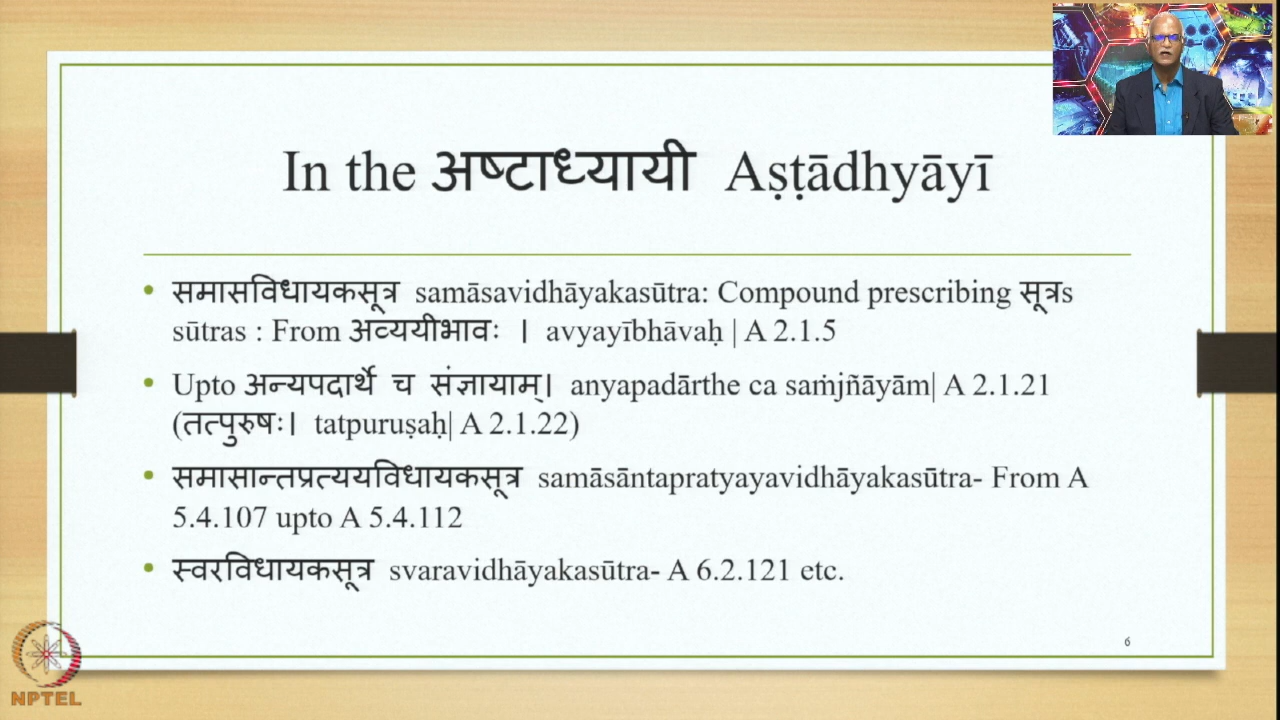 In the अष्टाध्यायी Aṣṭādhyāyī
• समासविधायकसूत्र samāsavidhāyakasūtra: Compound prescribing सूत्रs
sūtras : From अव्ययीभावः । avyayībhāvaḥ | A 2.1.5
• Upto अन्यपदार्थे च संज्ञायाम्। anyapadārthe ca saṁjñāyām| A 2.1.21
(तत्पुरुषः। tatpuruṣaḥ| A 2.1.22)
• समासान्तप्रत्ययविधायकसूत्र samāsāntapratyayavidhāyakasūtra- From A
5.4.107 upto A 5.4.112
• स्वरविधायकसूत्र svaravidhāyakasūtra- A 6.2.121 etc.
6
NPTEL